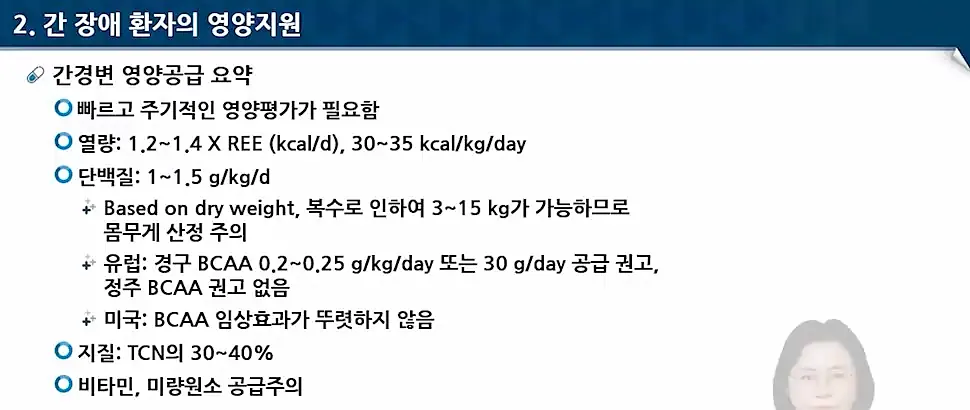 2. 간 장애 환자의 영양지원
간경변 영양공급 요약
빠르고 주기적인 영양평가가 필요함
열량: 1.2~1.4 X REE (kcal/d), 30~35 kcal/kg/day
단백질: 1~1.5 g/kg/d
Based on dry weight, 복수로 인하여 3~15 kg가 가능하므로
몸무게 산정 주의
유럽: 경구 BCAA 0.2~0.25 g/kg/day 또는 30 g/day 공급 권고,
정주 BCAA 권고 없음
미국: BCAA 임상효과가 뚜렷하지 않음
지질: TCN의 30~40%
비타민, 미량원소 공급주의